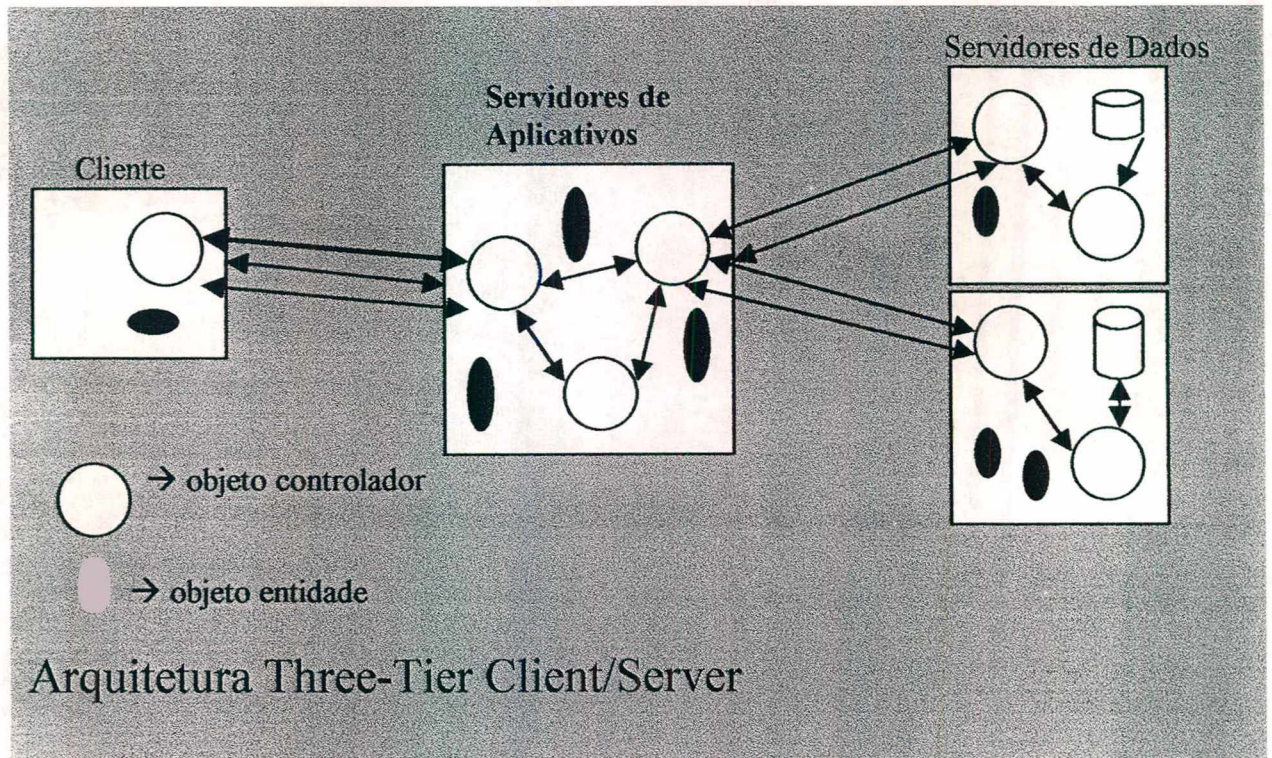 Servidores de Dados
Servidores de
Aplicativos
Cliente
→ objeto controlador
→ objeto entidade
Arquitetura Three-Tier Client/Server